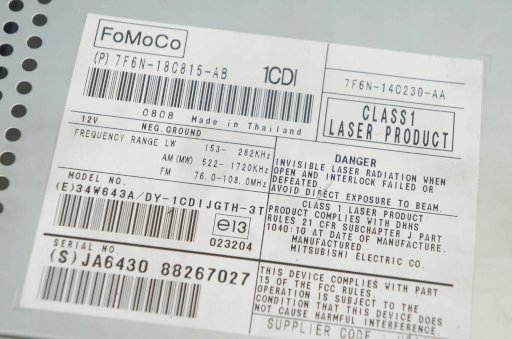 FoMoCo
(P) 7F6N-18C815-AB 1CDI
7F6N-14C230-AA
CLASS1
LASER PRODUCT
0808 Made in Thailand
12V NEG.GROUND
FREQUENCY RANGE LW 153- 282KHz
AM (MW) 522- 1720KHz
FM 76.0-108.0MHz
MODEL NO.
(E)34W643A/DY-1CDIJGTH-3T
e13
023204
SERIAL NO.
(S)JA6430 88267027
DANGER
INVISIBLE LASER RADIATION WHEN
OPEN AND INTERLOCK FAILED OR
DEFEATED.
AVOID DIRECT EXPOSURE TO BEAM.
CLASS 1 LASER PRODUCT
PRODUCT COMPLIES WITH DHHS
RULES 21 CFR SUBCHAPTER J PART
1040:10 AT DATE OF MANUFACTURE.
MANUFACTURED
MITSUBISHI ELECTRIC CO.
THIS DEVICE COMPLIES WITH PART
15 OF THE FCC RULES.
OPERATION IS SUBJECT TO THE
CONDITION THAT THIS DEVICE DOES
NOT CAUSE HARMFUL INTERFERENCE
SUPPLIER CODE :